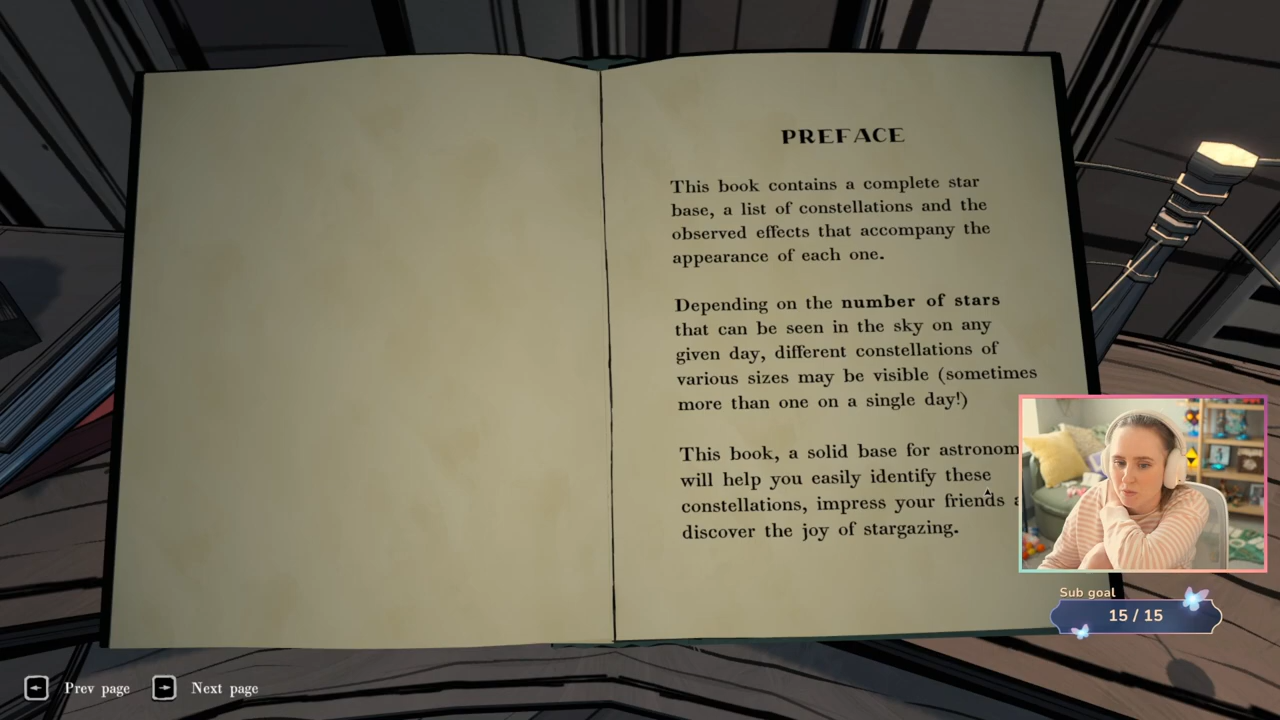 PREFACE
This book contains a complete star
base, a list of constellations and the
observed effects that accompany the
appearance of each one.
Depending on the number of stars
that can be seen in the sky on any
given day, different constellations of
various sizes may be visible (sometimes
more than one on a single day!)
This book, a solid base for
will help you easily identify these
constellations, impress your friends
discover the joy of stargazing.
Sub goal
15 / 15
Prev page
Next page